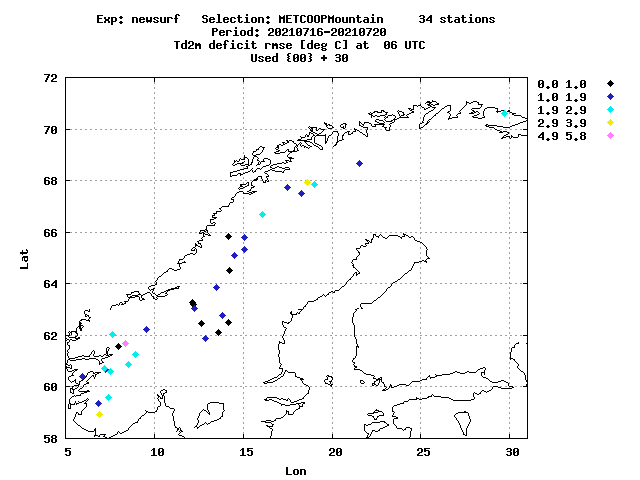 Exp: newsurf Selection: METCOOPMountain 34 stations
Period: 20210716-20210720
Td2m deficit rmse [deg C] at 06 UTC
Used {00} + 30
72
70
68
66
64
62
60
58
Lat
5 10 15 20 25 30
Lon
0.0 1.0
1.0 1.9
1.9 2.9
2.9 3.9
4.9 5.8